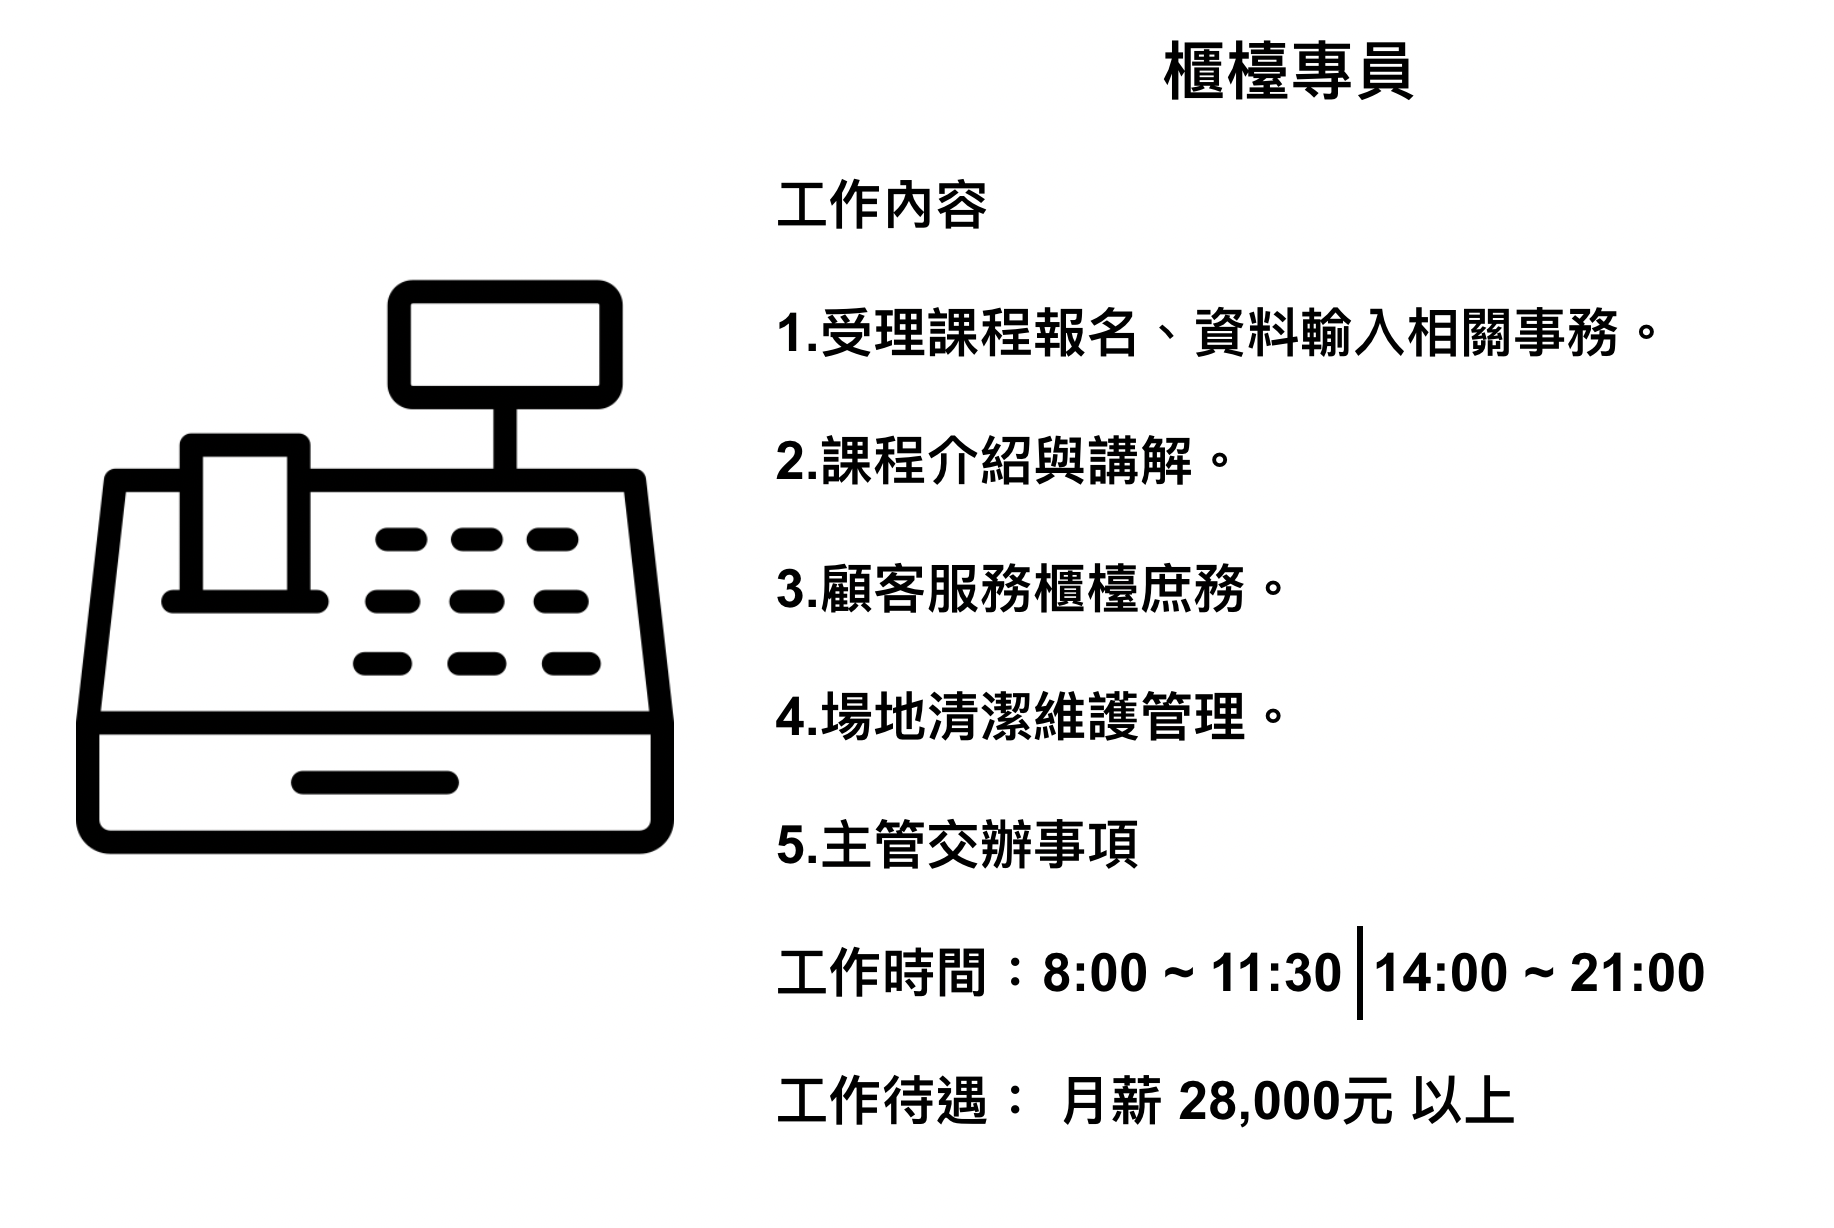 櫃檯專員
工作內容
1.受理課程報名、資料輸入相關事務。
2.課程介紹與講解。
3.顧客服務櫃檯庶務。
4.場地清潔維護管理。
5.主管交辦事項
工作時間：8:00 ~ 11:30 | 14:00 ~ 21:00
工作待遇： 月薪 28,000元 以上